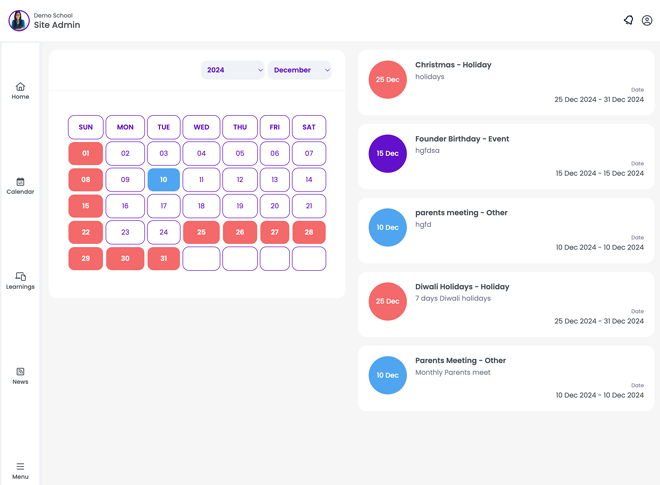 Demo School
Site Admin
Home
Calendar
Learnings
News
Menu
2024 December
SUN MON TUE WED THU FRI SAT
01 02 03 04 05 06 07
08 09 10 11 12 13 14
15 16 17 18 19 20 21
22 23 24 25 26 27 28
29 30 31
25 Dec
Christmas - Holiday
holidays
Date
25 Dec 2024 - 31 Dec 2024
15 Dec
Founder Birthday - Event
hgfdsa
Date
15 Dec 2024 - 15 Dec 2024
10 Dec
parents meeting - Other
hgfd
Date
10 Dec 2024 - 10 Dec 2024
25 Dec
Diwali Holidays - Holiday
7 days Diwali holidays
Date
25 Dec 2024 - 31 Dec 2024
10 Dec
Parents Meeting - Other
Monthly Parents meet
Date
10 Dec 2024 - 10 Dec 2024